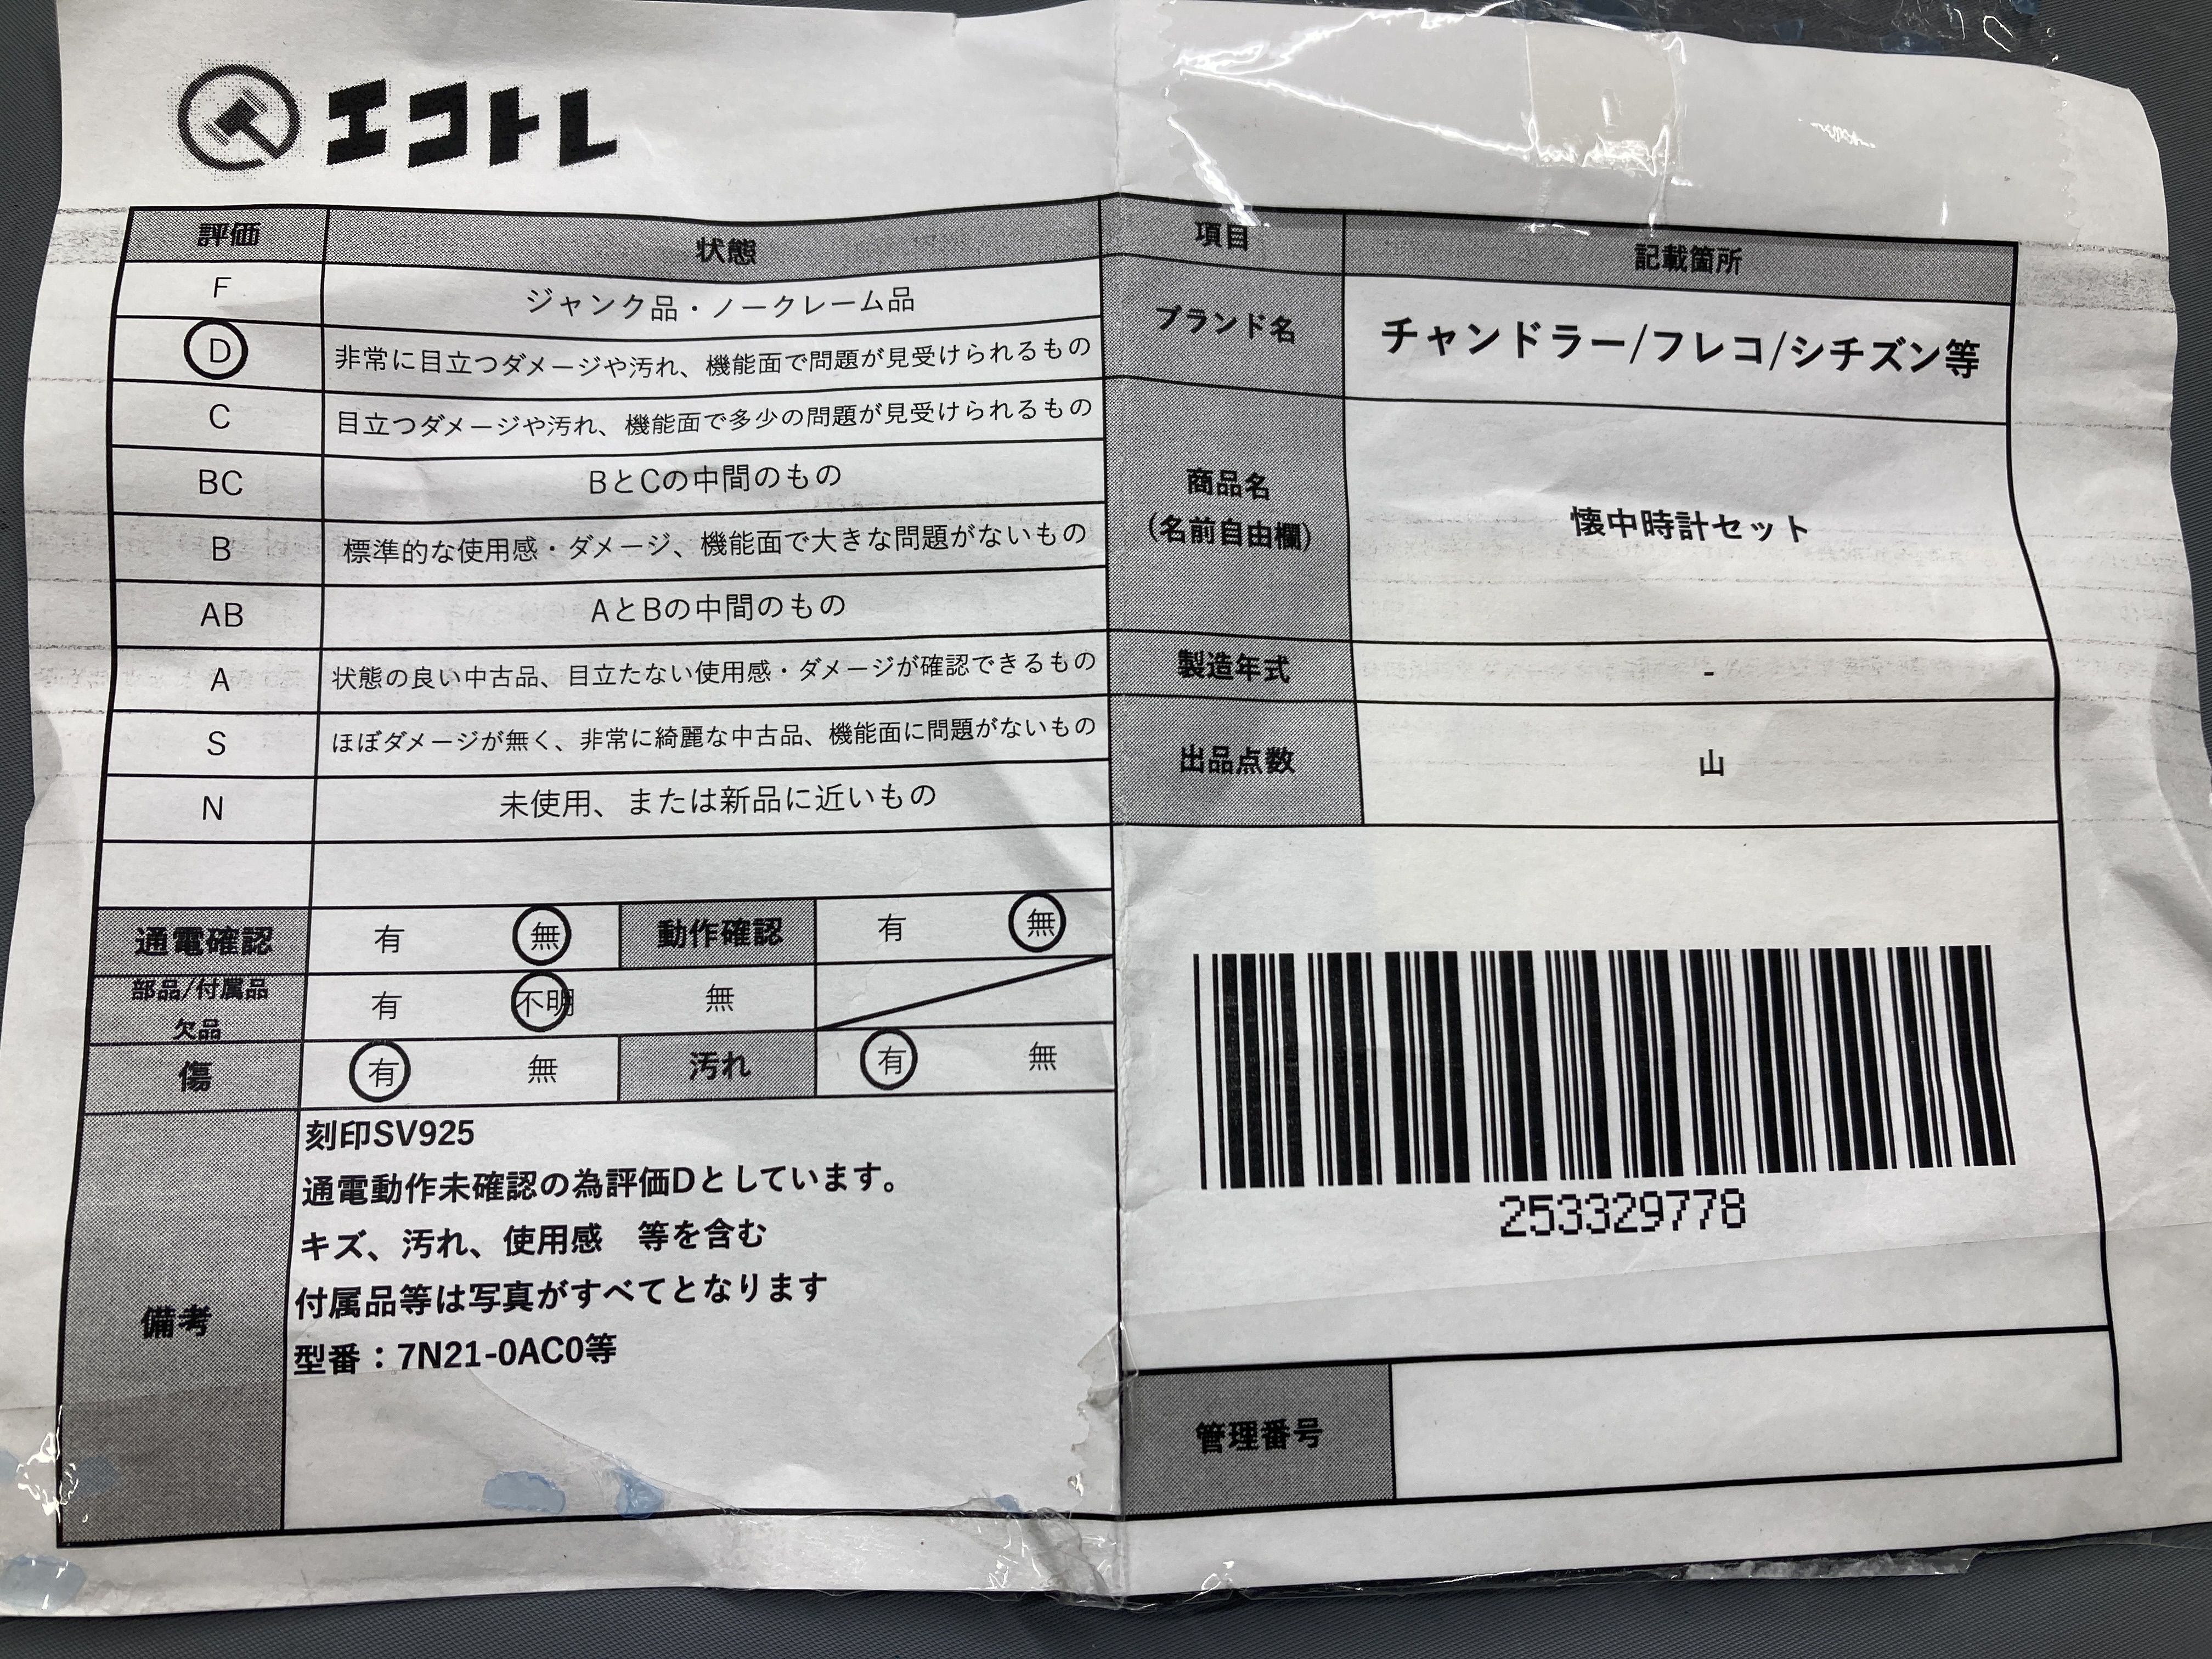 エコトレ
評価 状態
F ジャンク品・ノークレーム品
D 非常に目立つダメージや汚れ、機能面で問題が見受けられるもの
C 目立つダメージや汚れ、機能面で多少の問題が見受けられるもの
BC BとCの中間のもの
B 標準的な使用感・ダメージ、機能面で大きな問題がないもの
AB AとBの中間のもの
A 状態の良い中古品、目立たない使用感・ダメージが確認できるもの
S ほぼダメージが無く、非常に綺麗な中古品、機能面に問題がないもの
N 未使用、または新品に近いもの
通電確認 有 無 動作確認 有 無
部品/付属品
欠品 有 不明 無
傷 有 無 汚れ 有 無
備考
刻印SV925
通電動作未確認の為評価Dとしています。
キズ、汚れ、使用感　等を含む
付属品等は写真がすべてとなります
型番：7N21-0AC0等
項目 記載箇所
ブランド名 チャンドラー/フレコ/シチズン等
商品名
(名前自由欄) 懐中時計セット
製造年式 -
出品点数 山
253329778
管理番号